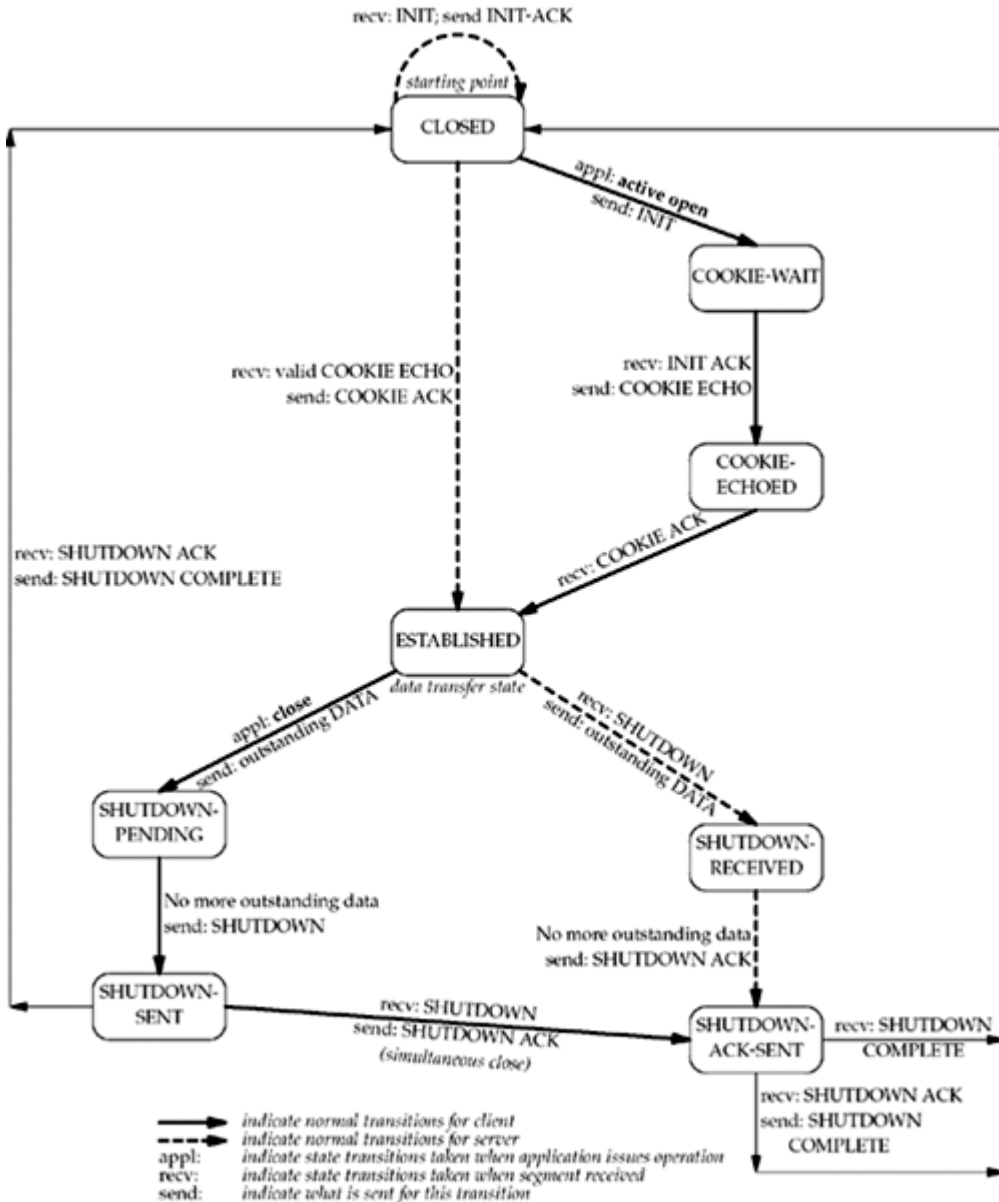 recv: INIT; send INIT-ACK
starting point
CLOSED
appl: active open
send: INIT
COOKIE-WAIT
recv: valid COOKIE ECHO
send: COOKIE ACK
recv: INIT ACK
send: COOKIE ECHO
COOKIE-
ECHOED
recv: COOKIE ACK
recv: SHUTDOWN ACK
send: SHUTDOWN COMPLETE
ESTABLISHED
data transfer state
appl: close
send: outstanding DATA
recv: SHUTDOWN
send: outstanding DATA
SHUTDOWN-
PENDING
SHUTDOWN-
RECEIVED
No more outstanding data
send: SHUTDOWN
No more outstanding data
send: SHUTDOWN ACK
SHUTDOWN-
SENT
recv: SHUTDOWN
send: SHUTDOWN ACK
(simultaneous close)
SHUTDOWN-
ACK-SENT
recv: SHUTDOWN
COMPLETE
recv: SHUTDOWN ACK
send: SHUTDOWN
COMPLETE
indicate normal transitions for client
indicate normal transitions for server
appl: indicate state transitions taken when application issues operation
recv: indicate state transitions taken when segment received
send: indicate what is sent for this transition